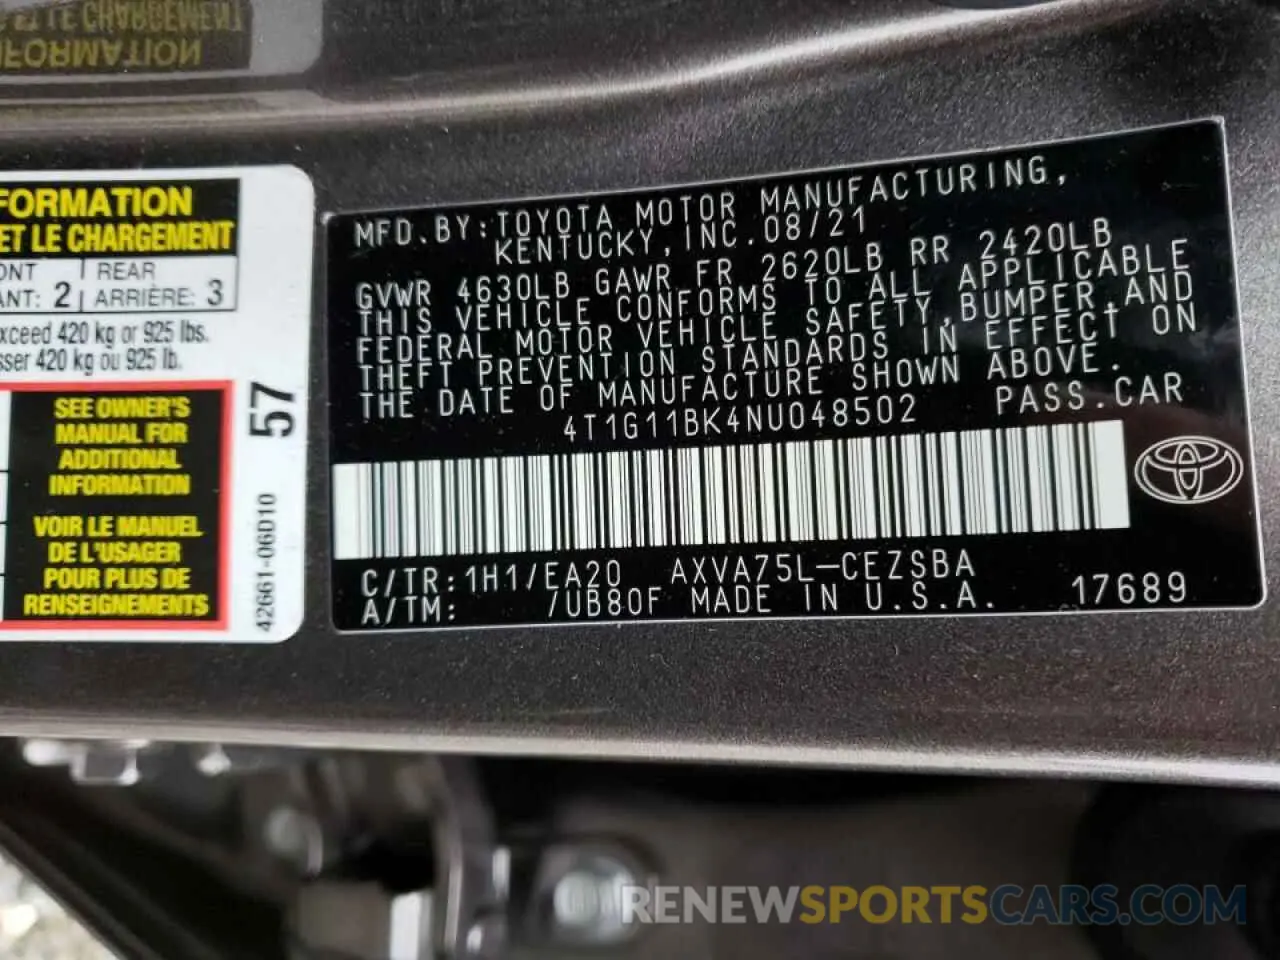 ET LE CHARGEMENT
INFORMATION
FORMATION
ET LE CHARGEMENT
REAR
2 ARRIÈRE: 3
xceed 420 kg or 925 lbs.
sser 420 kg ou 925 lb.
SEE OWNER'S
MANUAL FOR
ADDITIONAL
INFORMATION
VOIR LE MANUEL
DE L'USAGER
POUR PLUS DE
RENSEIGNEMENTS
57
42661-06D10
MFD.BY:TOYOTA MOTOR MANUFACTURING,
KENTUCKY,INC.08/21
GVWR 4630LB GAWR FR 2620LB RR 2420LB
THIS VEHICLE CONFORMS TO ALL APPLICABLE
FEDERAL MOTOR VEHICLE SAFETY,BUMPER,AND
THEFT PREVENTION STANDARDS IN EFFECT ON
THE DATE OF MANUFACTURE SHOWN ABOVE.
4T1G11BK4NU048502 PASS.CAR
C/TR:1H1/EA20 AXVA75L-CEZSBA
A/TM: /UB80F MADE IN U.S.A. 17689
RENEWSPORTSCARS.COM